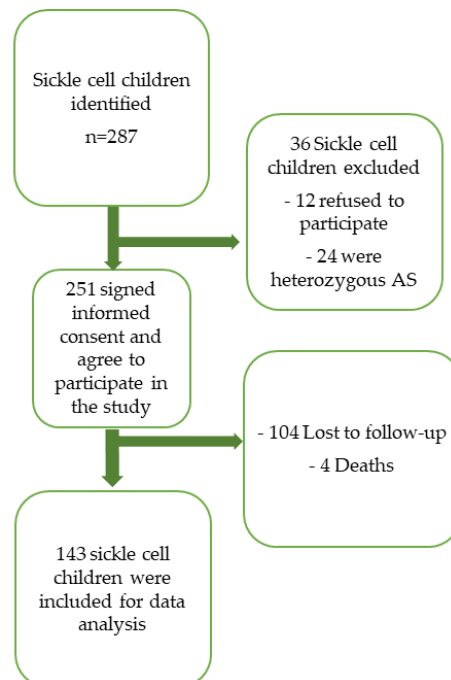 Sickle cell children
identified
n=287
36 Sickle cell
children excluded
- 12 refused to
participate
- 24 were
heterozygous AS
251 signed
informed
consent and
agree to
participate in
the study
- 104 Lost to follow-up
- 4 Deaths
143 sickle cell
children were
included for data
analysis